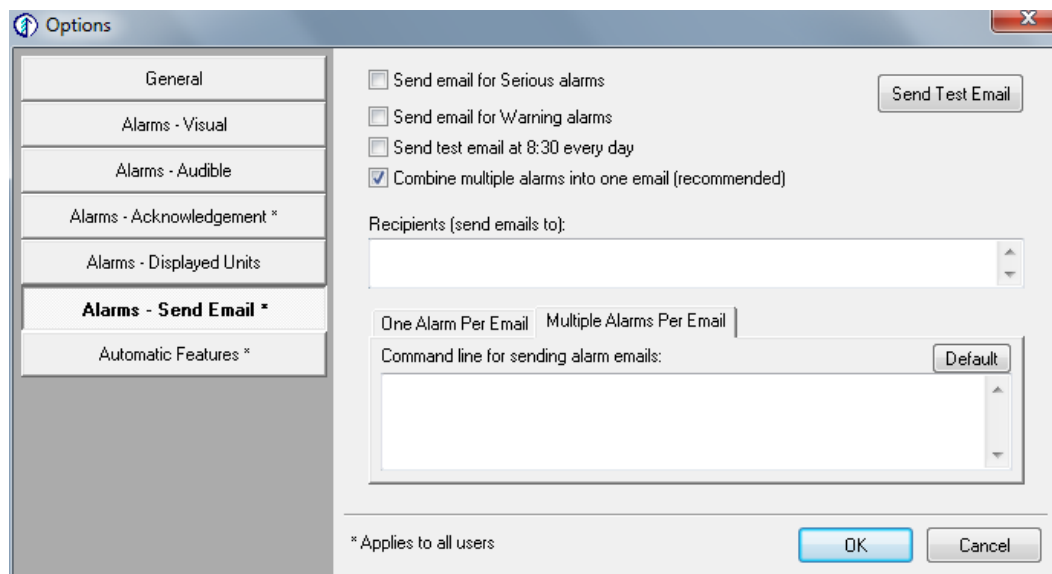 Options
General
Alarms - Visual
Alarms - Audible
Alarms - Acknowledgement *
Alarms - Displayed Units
Alarms - Send Email *
Automatic Features *
Send email for Serious alarms
Send Test Email
Send email for Warning alarms
Send test email at 8:30 every day
Combine multiple alarms into one email (recommended)
Recipients (send emails to):
One Alarm Per Email
Multiple Alarms Per Email
Command line for sending alarm emails:
Default
* Applies to all users
OK
Cancel